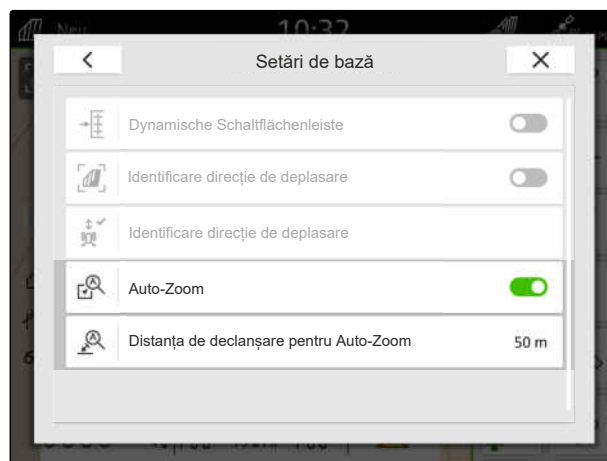 Neu 10:32
Setări de bază
Dynamische Schaltflächenleiste
Identificare direcție de deplasare
Identificare direcție de deplasare
Auto-Zoom
Distanța de declanșare pentru Auto-Zoom 50 m